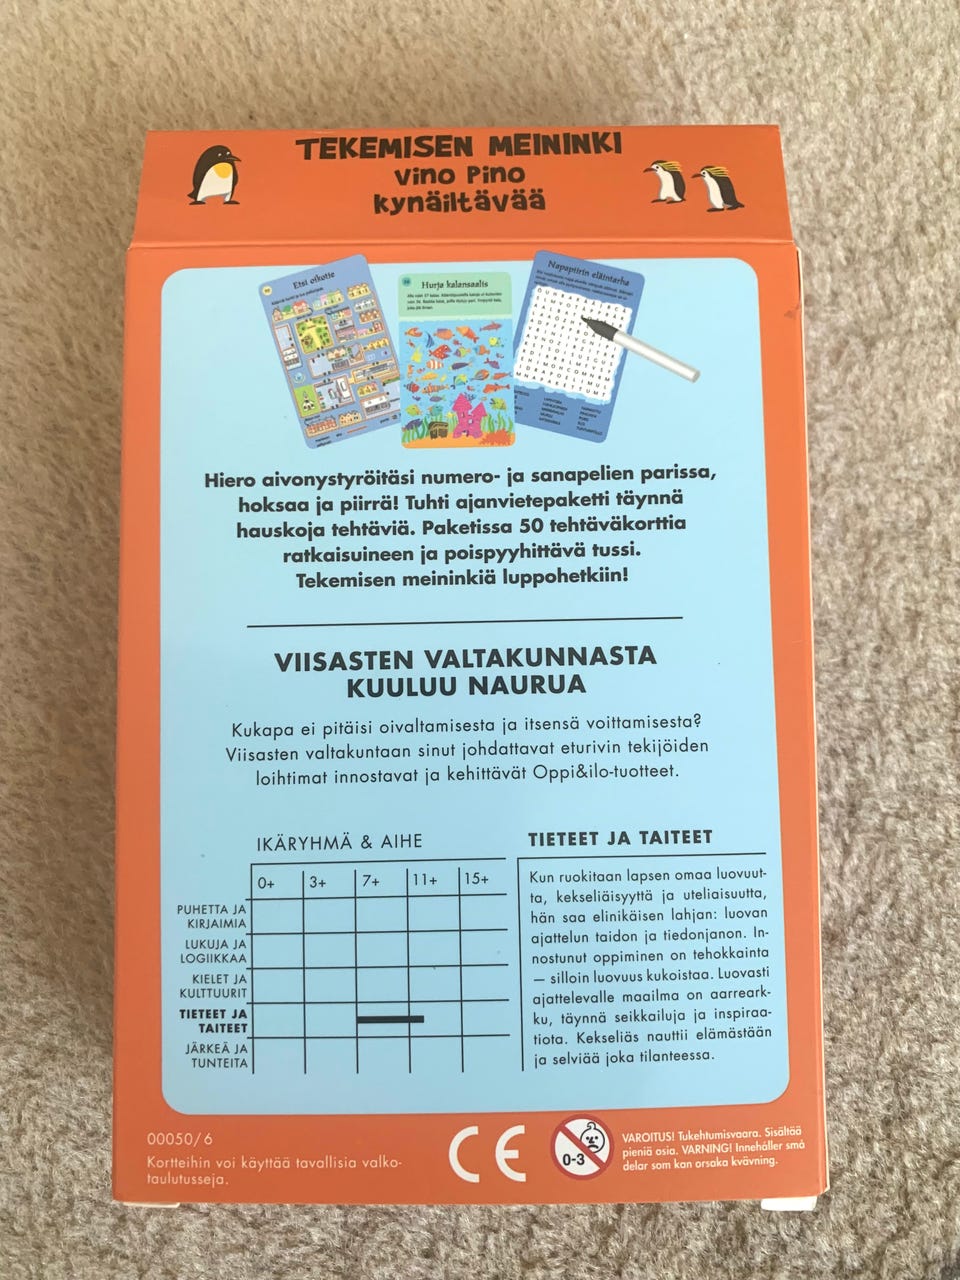 TEKEMISEN MEININKI
vino Pino
kynäiltävää
Etsi oikotie
Hurja kalansaalis
Napapiirin eläintarha
Hiero aivonystyröitäsi numero- ja sanapelien parissa,
hoksaa ja piirrä! Tuhti ajanvietepaketti täynnä
hauskoja tehtäviä. Paketissa 50 tehtäväkorttia
ratkaisuineen ja poispyyhittävä tussi.
Tekemisen meininkiä luppohetkiin!
VIISASTEN VALTAKUNNASTA
KUULUU NAURUA
Kukapa ei pitäisi oivaltamisesta ja itsensä voittamisesta?
Viisasten valtakuntaan sinut johdattavat eturivin tekijöiden
loihtimat innostavat ja kehittävät Oppi&ilo-tuotteet.
IKÄRYHMÄ & AIHE
0+ 3+ 7+ 11+ 15+
PUHETTA JA
KIRJAIMIA
LUKUJA JA
LOGIIKKAA
KIELET JA
KULTTUURIT
TIETEET JA
TAITEET
JÄRKEÄ JA
TUNTEITA
TIETEET JA TAITEET
Kun ruokitaan lapsen omaa luovuut-
ta, kekseliäisyyttä ja uteliaisuutta,
hän saa elinikäisen lahjan: luovan
ajattelun taidon ja tiedonjanon. In-
nostunut oppiminen on tehokkainta
— silloin luovuus kukoistaa. Luovasti
ajattelevalle maailma on aarreark-
ku, täynnä seikkailuja ja inspiraa-
tiota. Kekseliäs nauttii elämästään
ja selviää joka tilanteessa.
00050/6
Kortteihin voi käyttää tavallisia valko-
taulutusseja.
CE
0-3
VAROITUS! Tukehtumisvaara. Sisältää
pieniä osia. VARNING! Innehåller små
delar som kan orsaka kvävning.